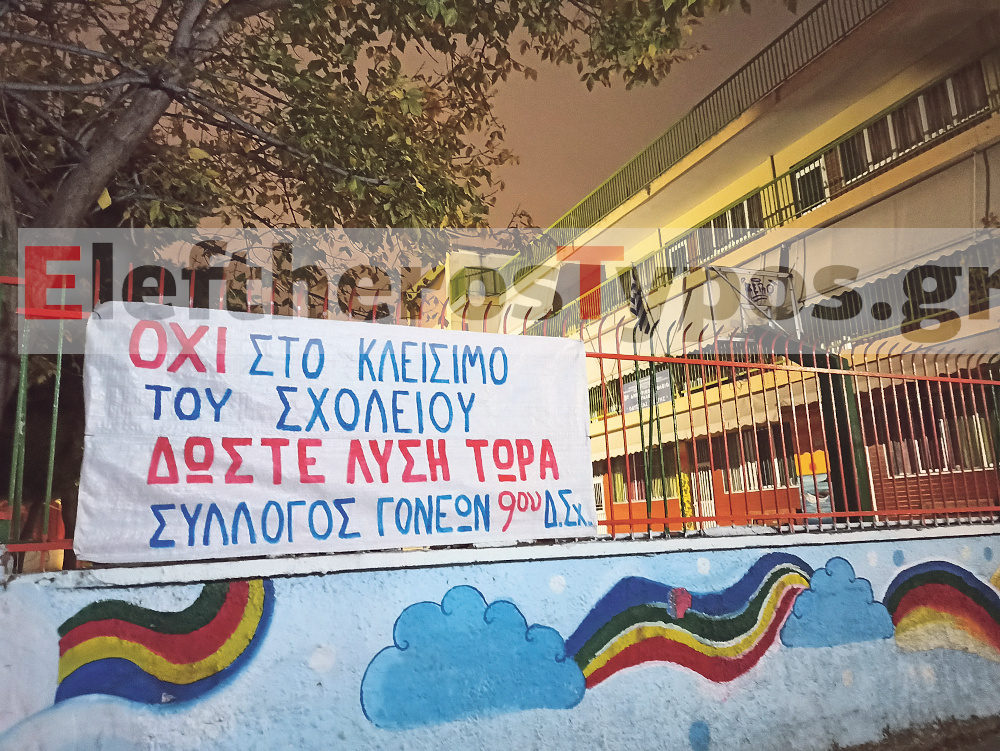 EleftherosTypos.gr
ΟΧΙ ΣΤΟ ΚΛΕΙΣΙΜΟ
ΤΟΥ ΣΧΟΛΕΙΟΥ
ΔΩΣΤΕ ΛΥΣΗ ΤΩΡΑ
ΣΥΛΛΟΓΟΣ ΓΟΝΕΩΝ 9ου Δ.Σχ.